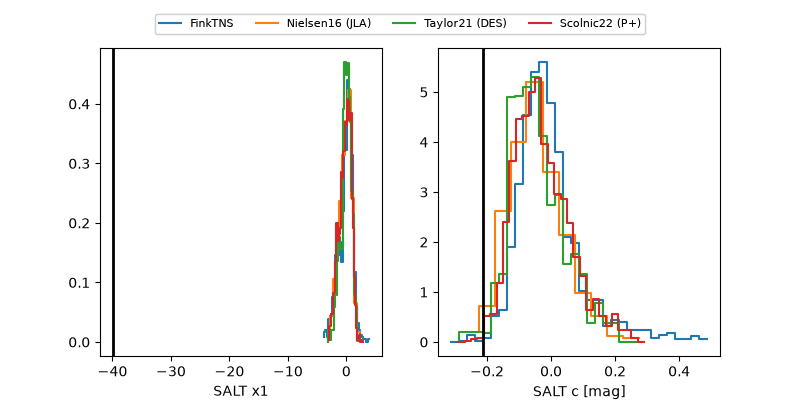 FinkTNS Nielsen16 (JLA) Taylor21 (DES) Scolnic22 (P+)
0.4
0.3
0.2
0.1
0.0
−40 −30 −20 −10 0
SALT x1
5
4
3
2
1
0
−0.2 0.0 0.2 0.4
SALT c [mag]